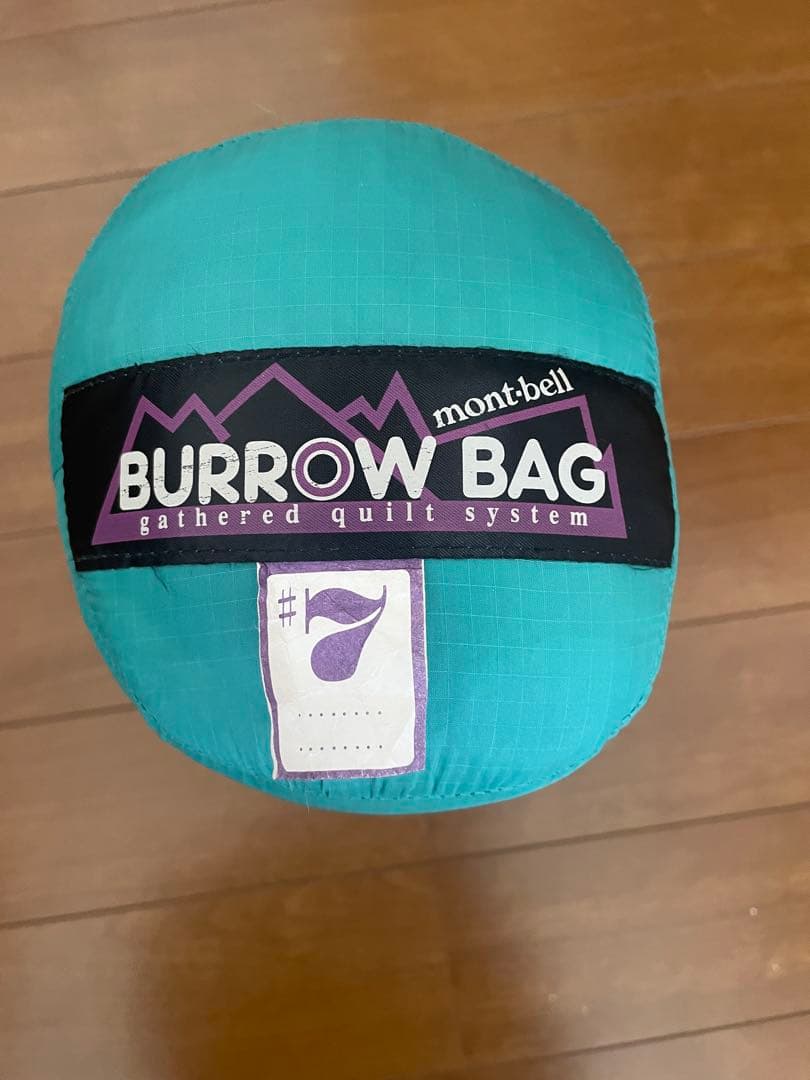 mont·bell
BURROW BAG
gathered quilt system
#7